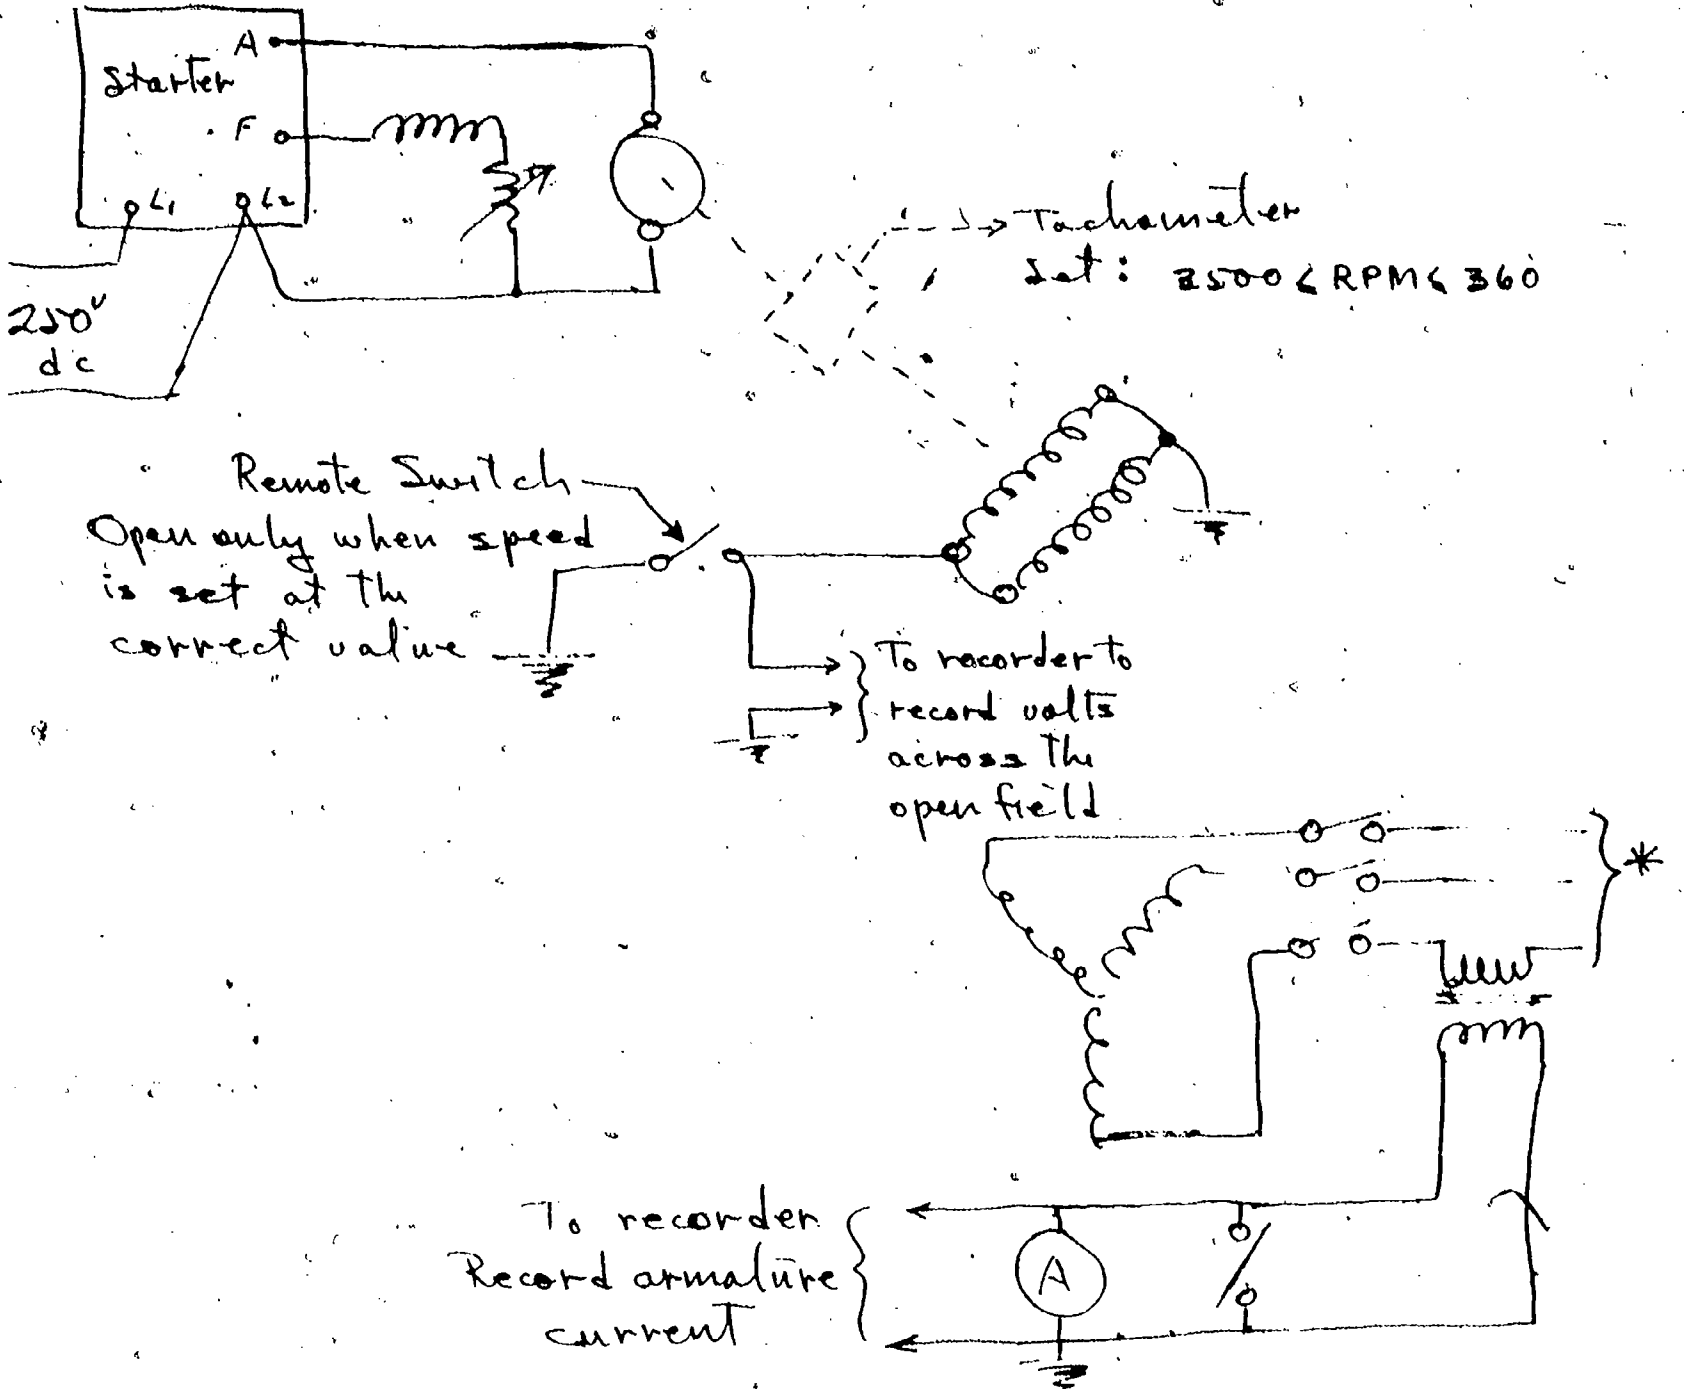 A
Starter
F
L1
L2
250v
dc
Tachometer
Set: 3500 < RPM < 360
Remote Switch
Open only when speed
is set at the
correct value
To recorder to
record volts
across the
open field
*
To recorder
Record armature
current
A